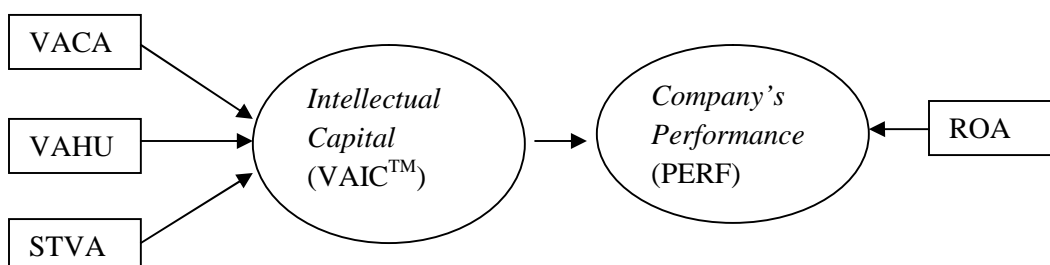 VACA
VAHU
STVA
Intellectual
Capital
(VAIC™)
Company's
Performance
(PERF)
ROA